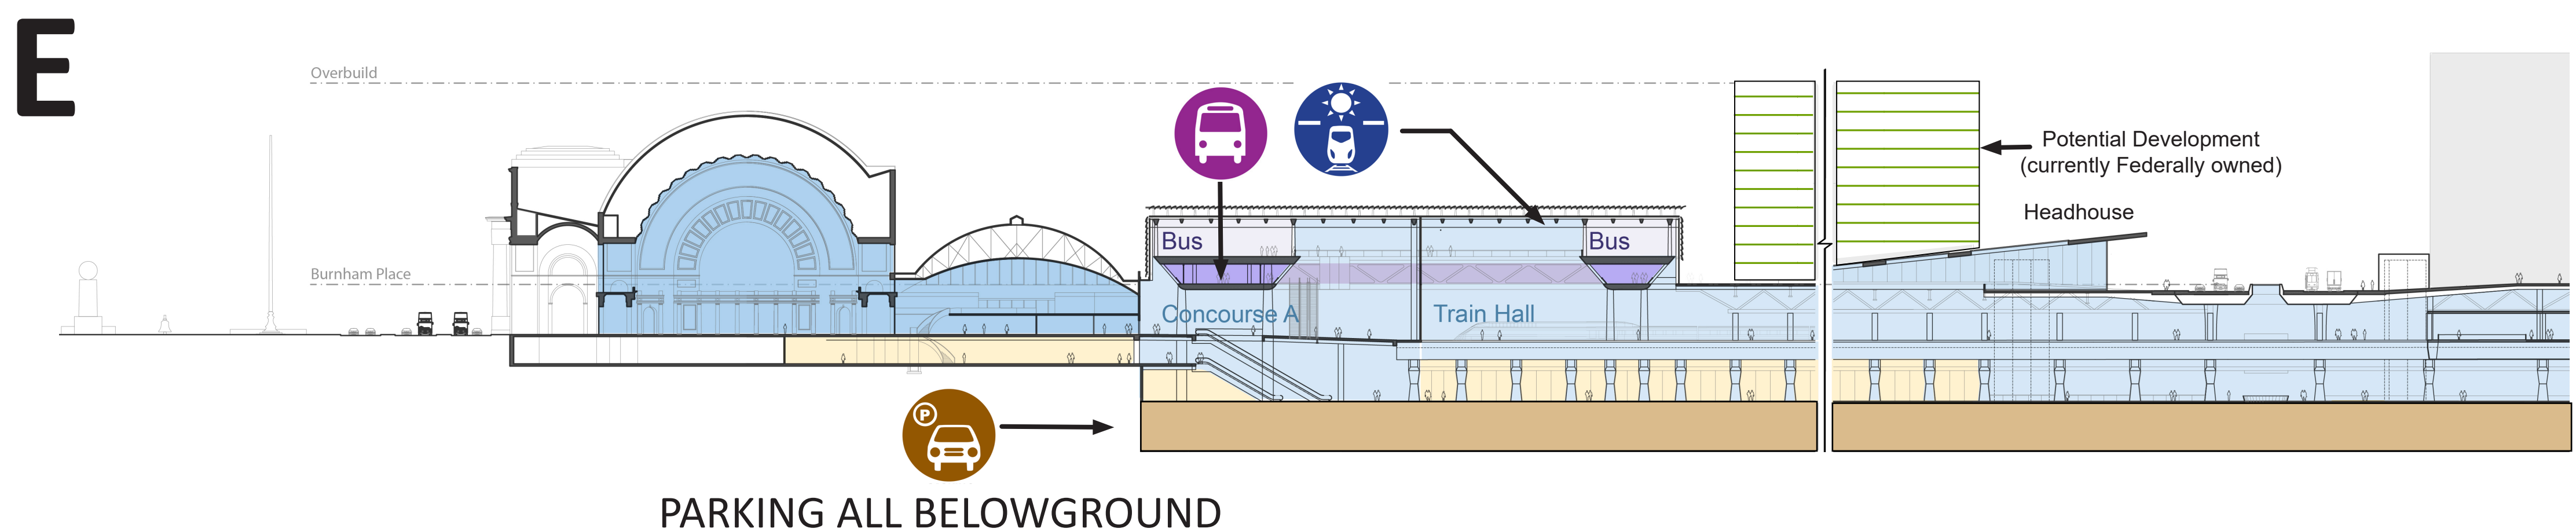 E
Overbuild
Potential Development
(currently Federally owned)
Headhouse
Bus
Bus
Burnham Place
Concourse A
Train Hall
P
PARKING ALL BELOWGROUND